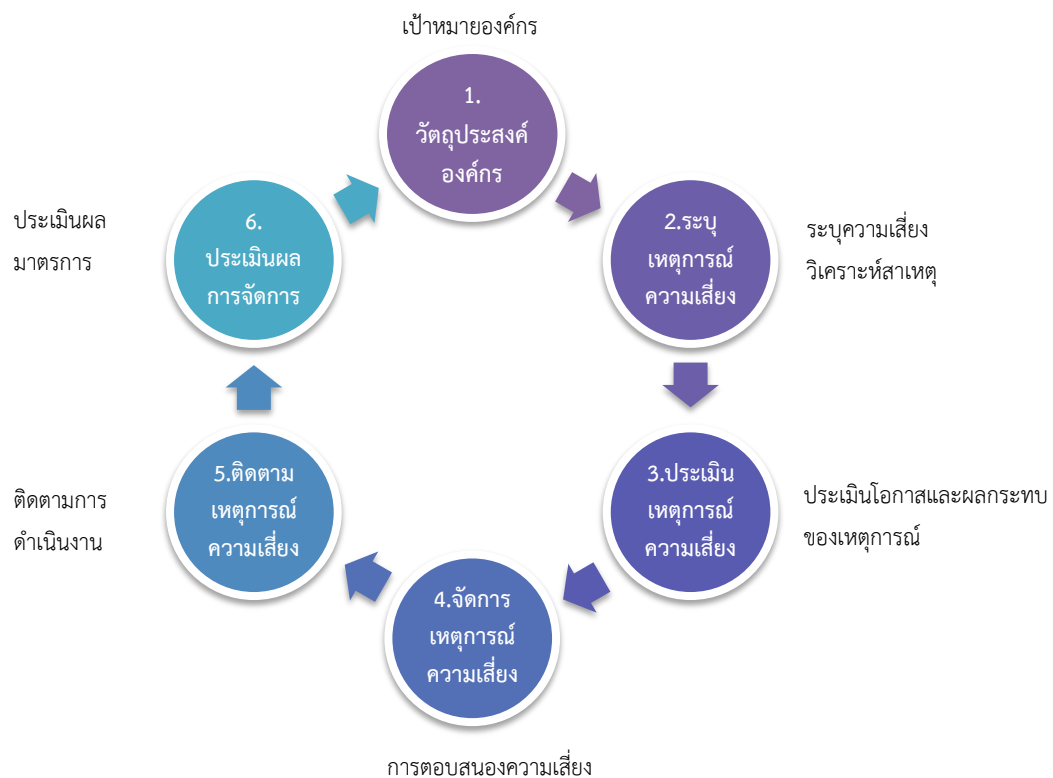 เป้าหมายองค์กร
1.
วัตถุประสงค์
องค์กร
2.ระบุ
เหตุการณ์
ความเสี่ยง
ระบุความเสี่ยง
วิเคราะห์สาเหตุ
3.ประเมิน
เหตุการณ์
ความเสี่ยง
ประเมินโอกาสและผลกระทบ
ของเหตุการณ์
4.จัดการ
เหตุการณ์
ความเสี่ยง
การตอบสนองความเสี่ยง
5.ติดตาม
เหตุการณ์
ความเสี่ยง
ติดตามการ
ดำเนินงาน
6.
ประเมินผล
การจัดการ
ประเมินผล
มาตรการ